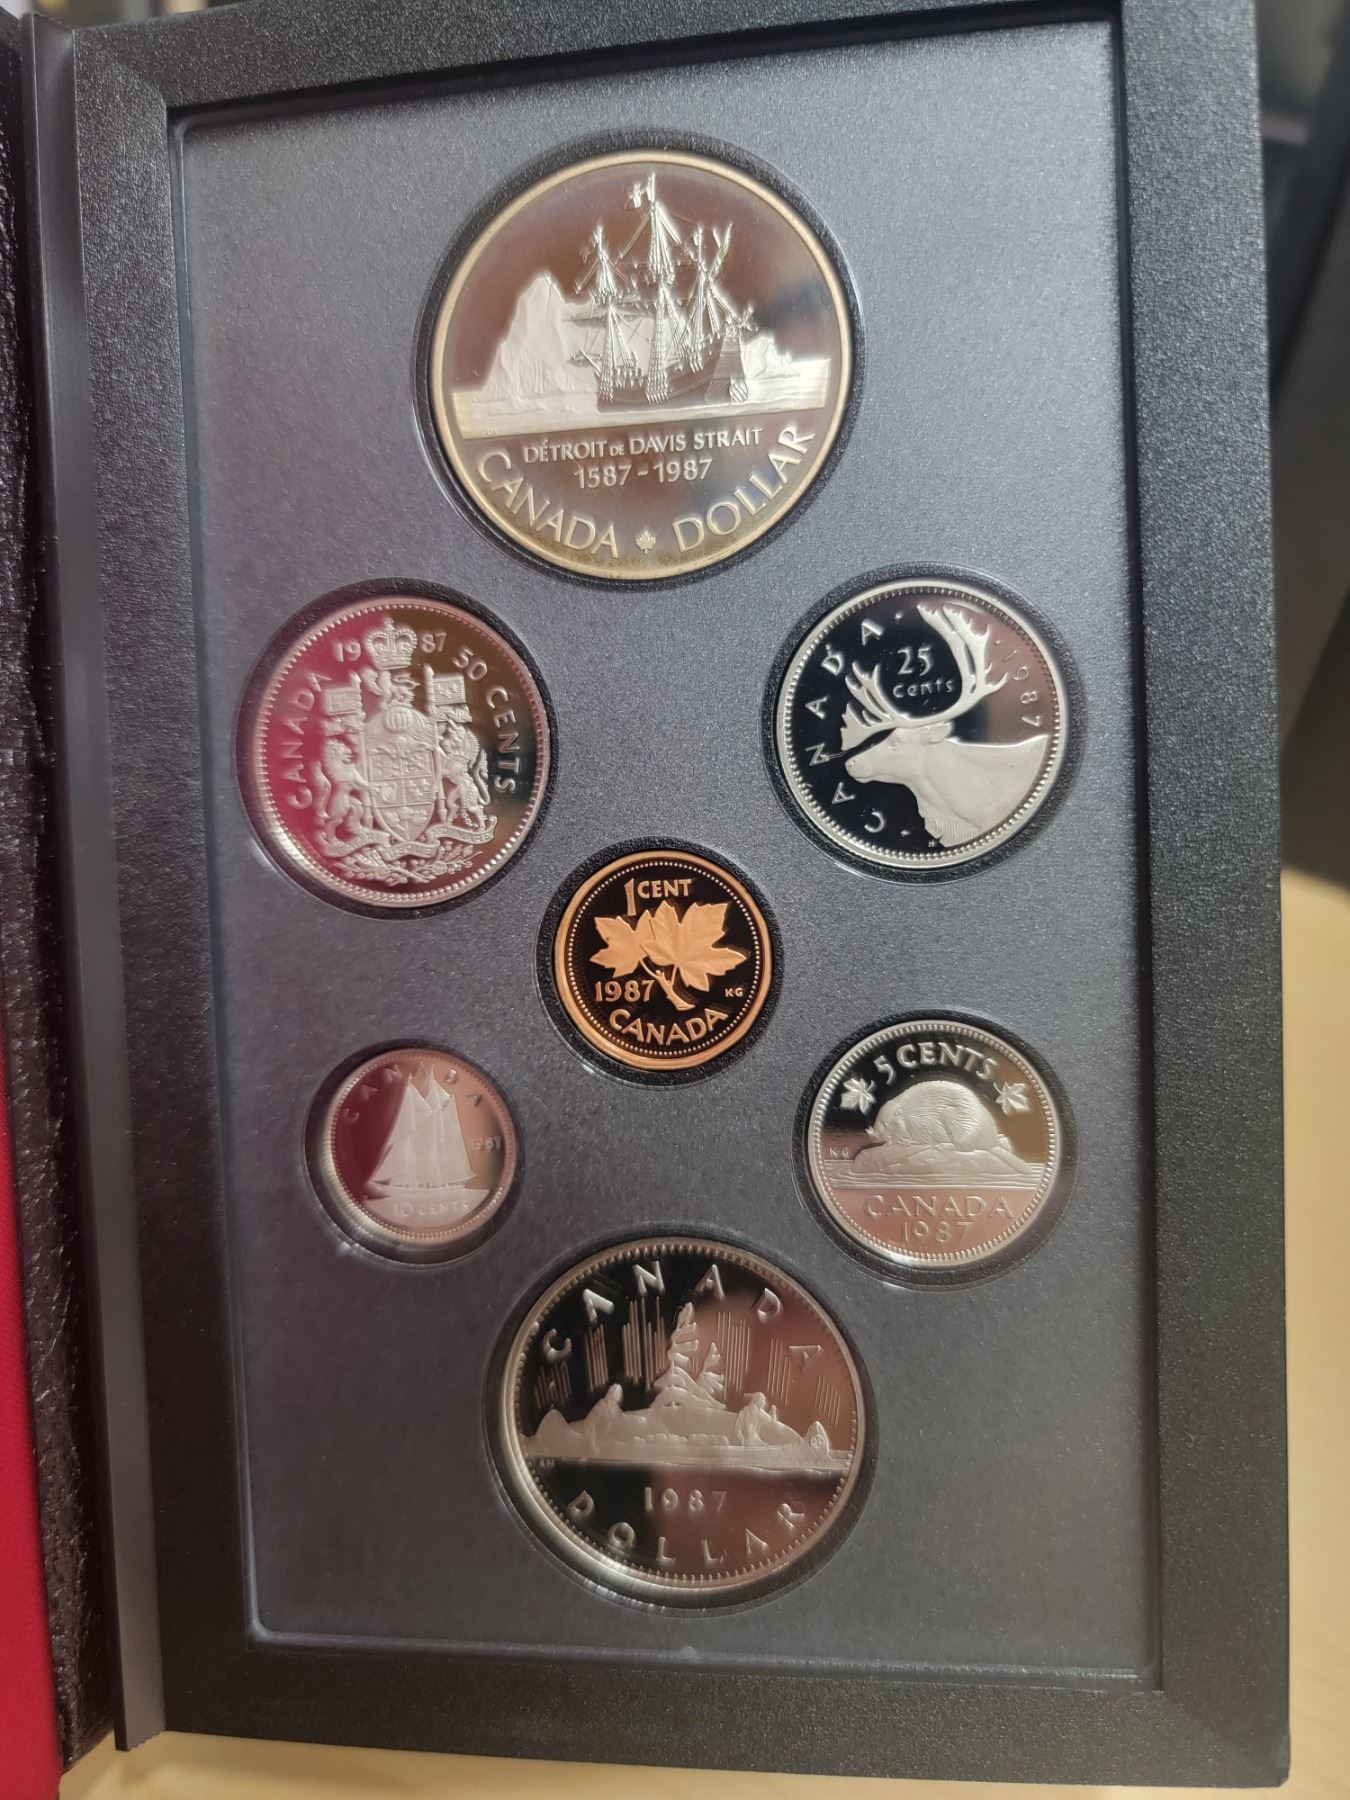 DÉTROIT DE DAVIS STRAIT
1587-1987
CANADA DOLLAR
CANADA 1987 50 CENTS
CANADA 1987
25
cents
1 CENT
1987 KG
CANADA
CANADA
1987
10 CENTS
5 CENTS
KG
CANADA
1987
CANADA
1987
DOLLAR